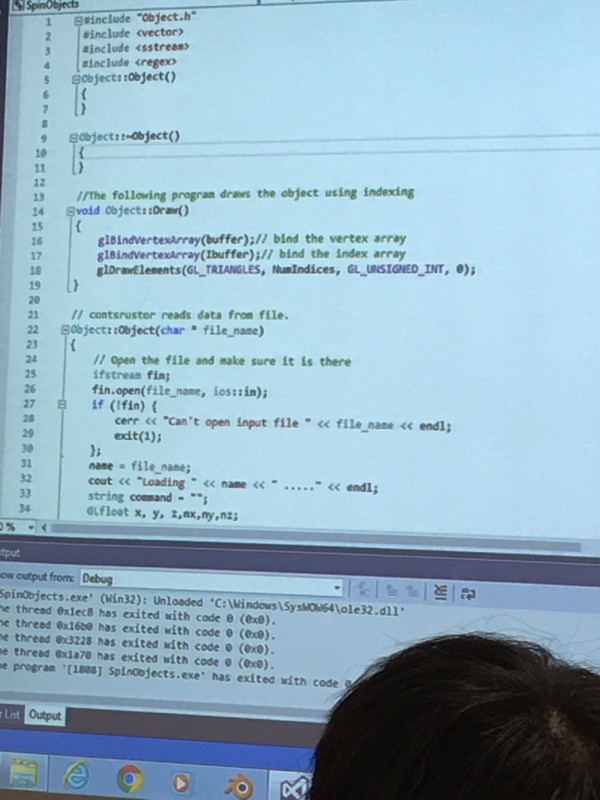 SpinObjects
1 #include "Object.h"
2 #include <vector>
3 #include <sstream>
4 #include <regex>
5 Object::Object()
6 {
7 }
8
9 Object::~Object()
10 {
11 }
12
13 //The following program draws the object using indexing
14 void Object::Draw()
15 {
16 glBindVertexArray(buffer);// bind the vertex array
17 glBindVertexArray(Ibuffer);// bind the index array
18 glDrawElements(GL_TRIANGLES, NumIndices, GL_UNSIGNED_INT, 0);
19 }
20
21 // contsrustor reads data from file.
22 Object::Object(char * file_name)
23 {
24 // Open the file and make sure it is there
25 ifstream fin;
26 fin.open(file_name, ios::in);
27 if (!fin) {
28 cerr << "Can't open input file " << file_name << endl;
29 exit(1);
30 };
31 name = file_name;
32 cout << "Loading " << name << " ....." << endl;
33 string command = "";
34 GLfloat x, y, z,nx,ny,nz;
0 %
tput
ow output from: Debug
SpinObjects.exe' (Win32): Unloaded 'C:\Windows\SysWOW64\ole32.dll'
he thread 0x1ec8 has exited with code 0 (0x0).
he thread 0x16b0 has exited with code 0 (0x0).
he thread 0x3228 has exited with code 0 (0x0).
he thread 0x1a70 has exited with code 0 (0x0).
he program '[1808] SpinObjects.exe' has exited with code 0
r List Output